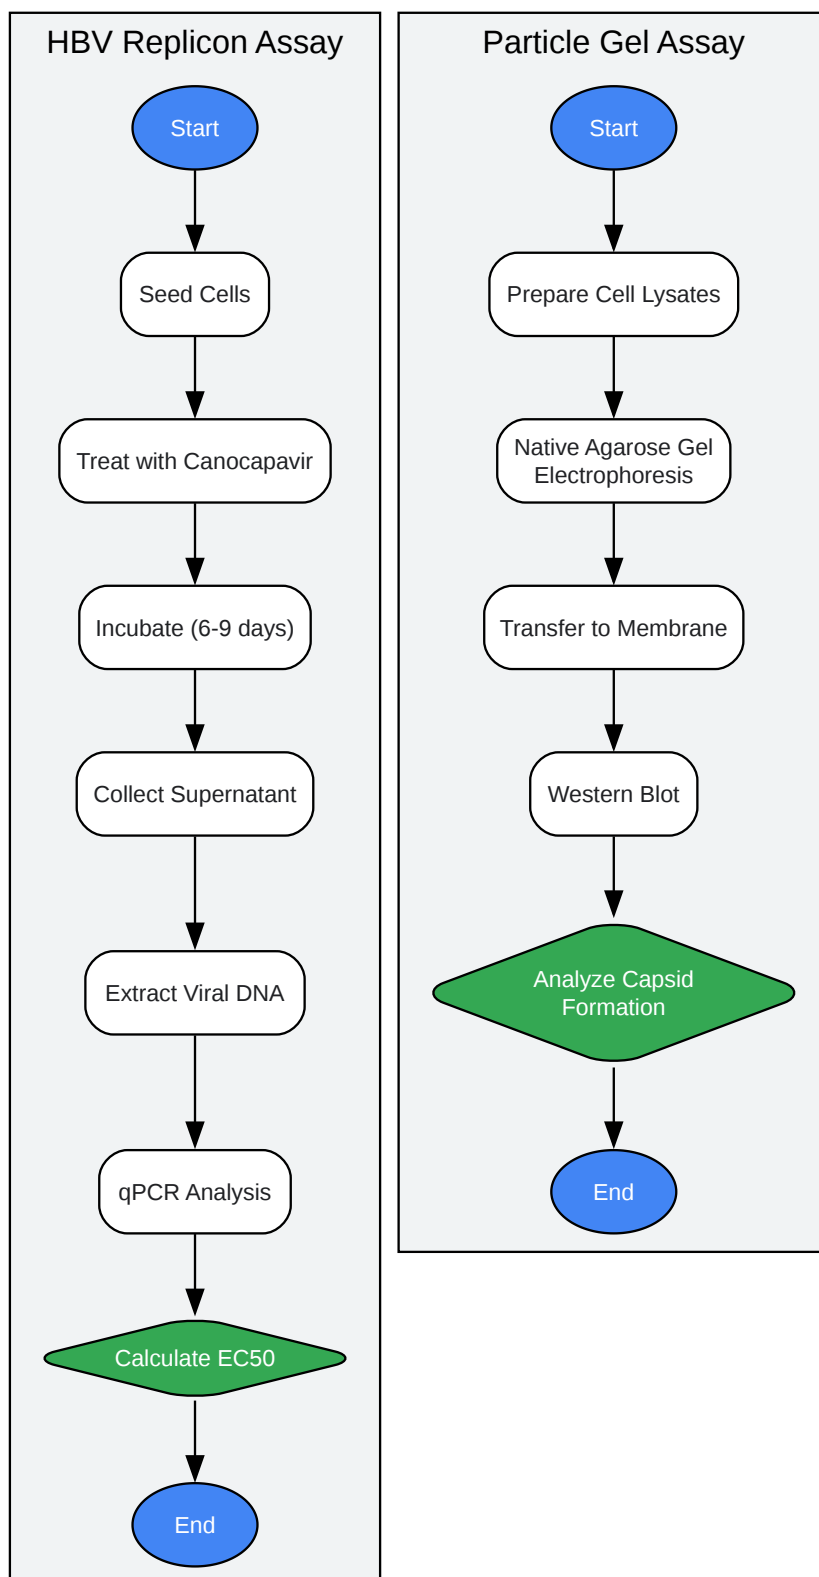 HBV Replicon Assay
Start
Seed Cells
Treat with Canocapavir
Incubate (6-9 days)
Collect Supernatant
Extract Viral DNA
qPCR Analysis
Calculate EC50
End
Particle Gel Assay
Start
Prepare Cell Lysates
Native Agarose Gel
Electrophoresis
Transfer to Membrane
Western Blot
Analyze Capsid
Formation
End